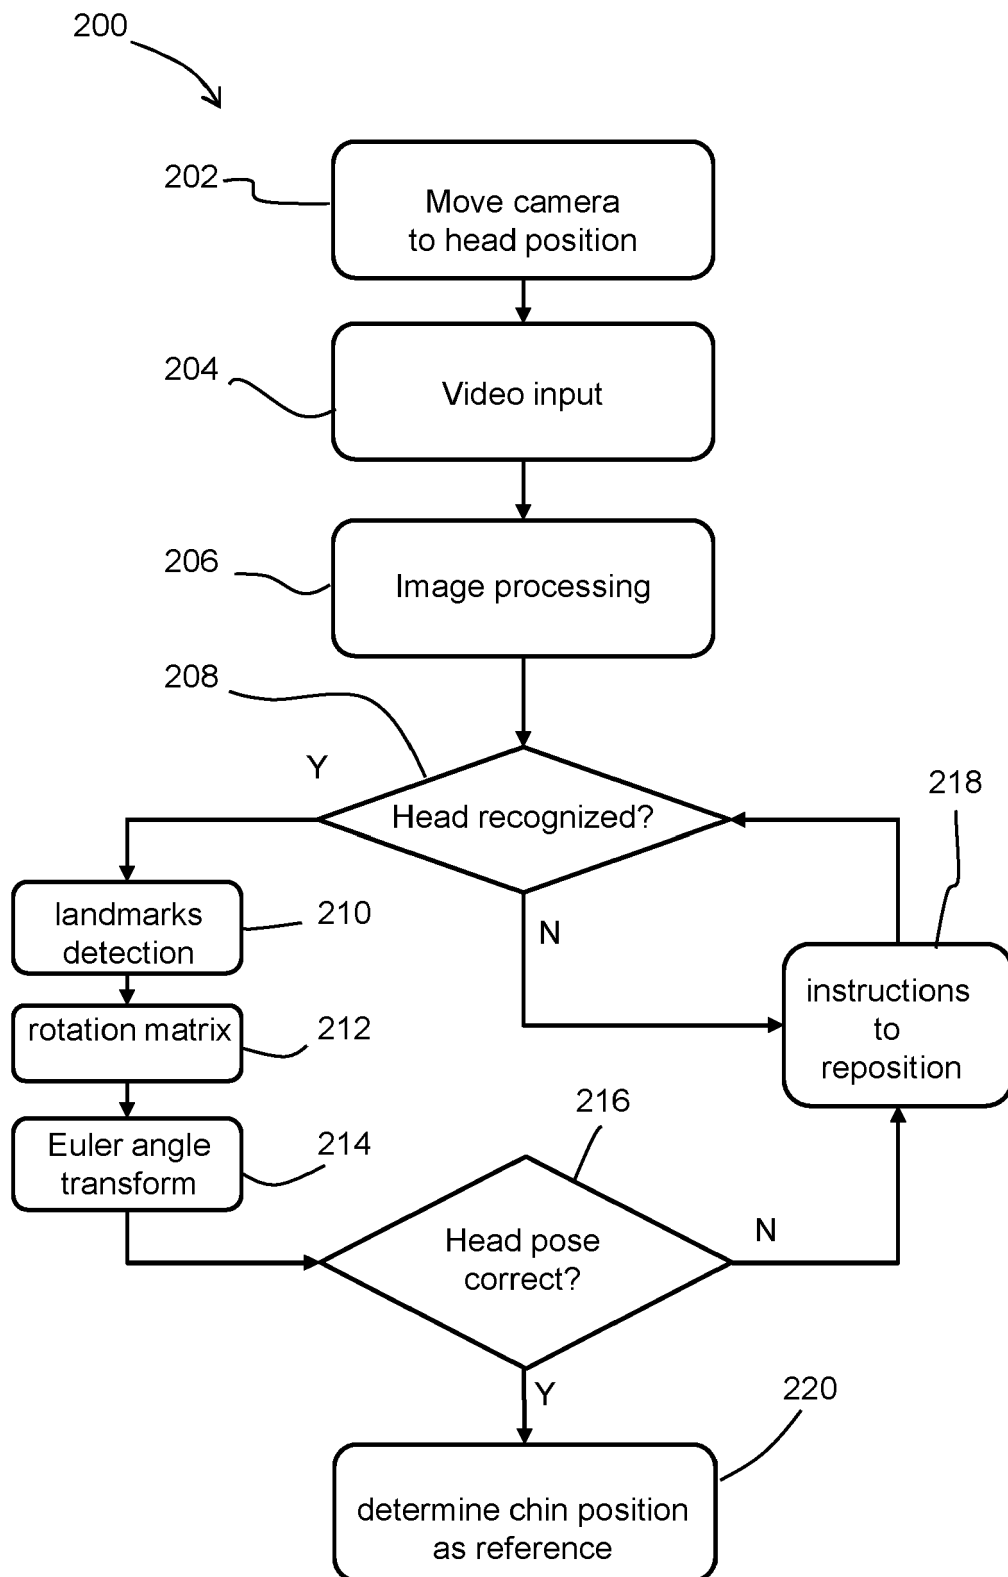 200
202
Move camera
to head position
204
Video input
206
Image processing
208
Y
Head recognized?
218
landmarks
detection
210
N
instructions
to
reposition
rotation matrix
212
216
Euler angle
transform
214
Head pose
correct?
N
Y
220
determine chin position
as reference